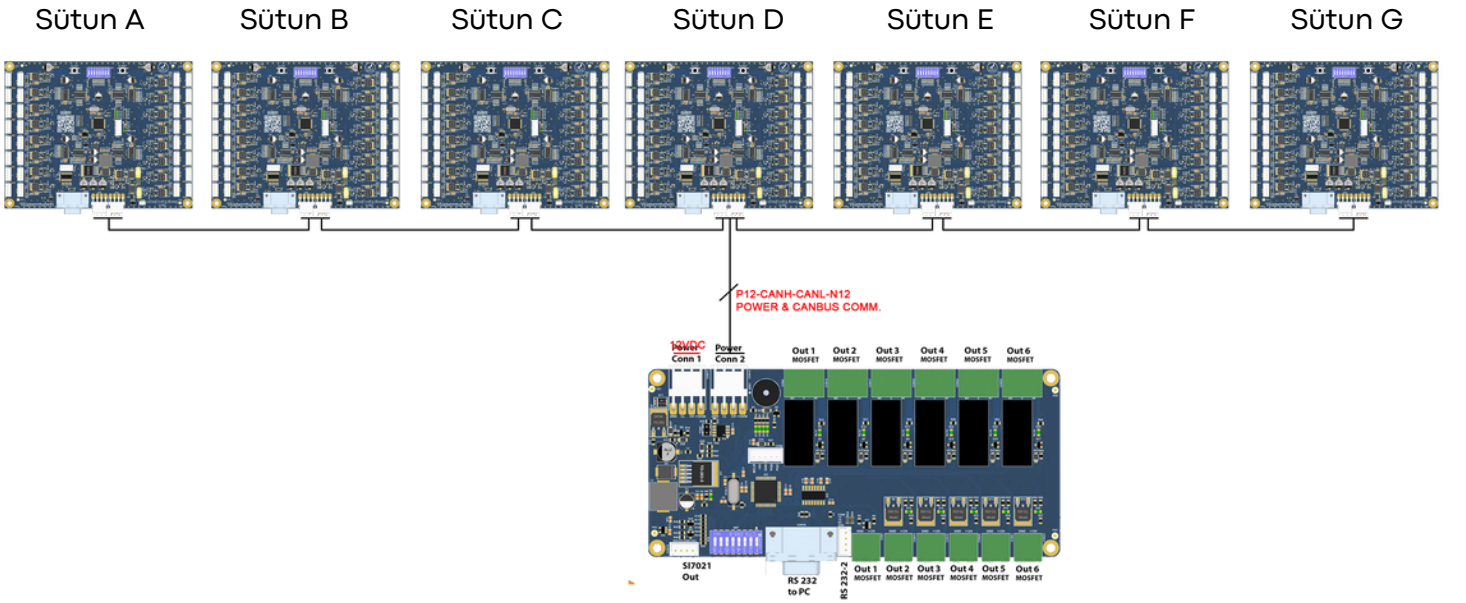 Sütun A
Sütun B
Sütun C
Sütun D
Sütun E
Sütun F
Sütun G
P12-CANH-CANL-N12
POWER & CANBUS COMM.
12VDC
Power
Conn 1
Power
Conn 2
Out 1
MOSFET
Out 2
MOSFET
Out 3
MOSFET
Out 4
MOSFET
Out 5
MOSFET
Out 6
MOSFET
SI7021
Out
RS 232
to PC
RS 232-2
Out 1
MOSFET
Out 2
MOSFET
Out 3
MOSFET
Out 4
MOSFET
Out 5
MOSFET
Out 6
MOSFET